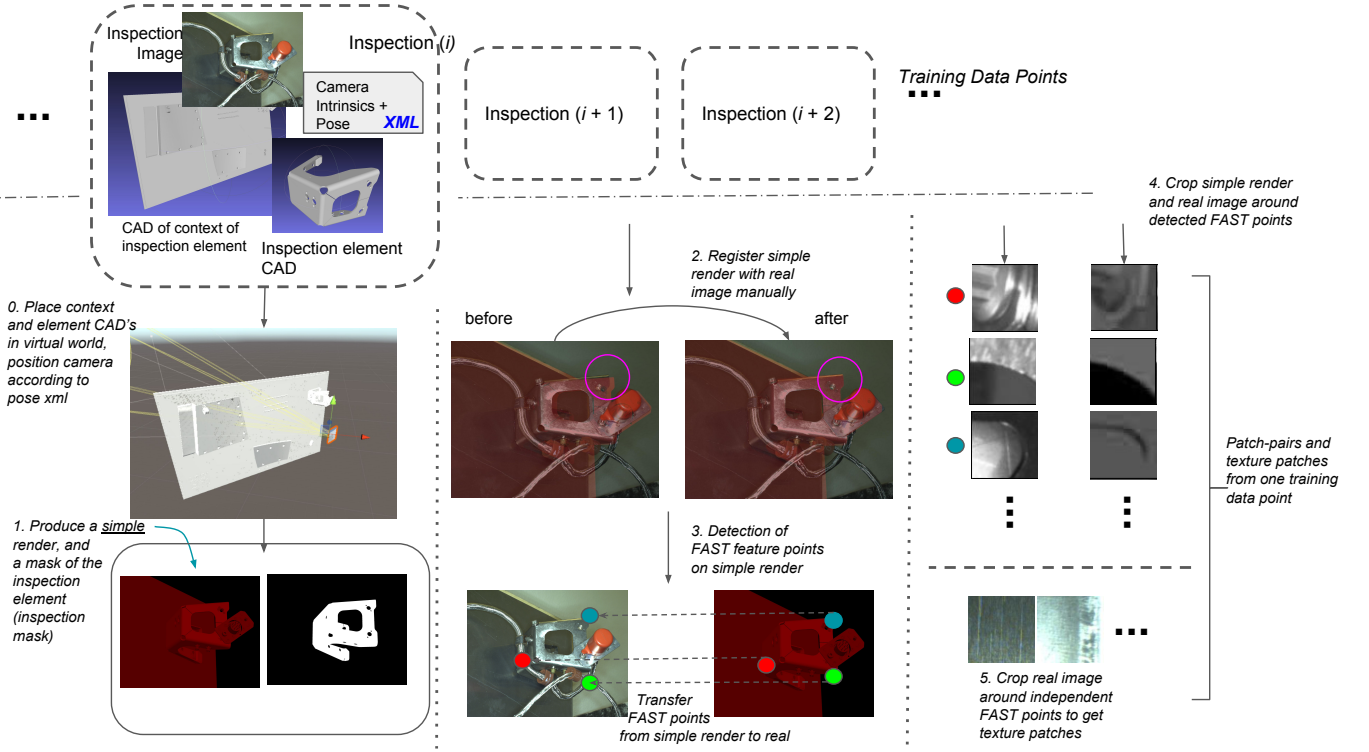 Inspection
Image
Inspection (i)
Camera
Intrinsics +
Pose XML
CAD of context of
inspection element
Inspection element
CAD
Inspection (i + 1)
Inspection (i + 2)
Training Data Points
0. Place context
and element CAD's
in virtual world,
position camera
according to
pose xml
1. Produce a simple
render, and
a mask of the
inspection
element
(inspection
mask)
2. Register simple
render with real
image manually
before
after
3. Detection of
FAST feature points
on simple render
Transfer
FAST points
from simple render to real
4. Crop simple render
and real image around
detected FAST points
Patch-pairs and
texture patches
from one training
data point
5. Crop real image
around independent
FAST points to get
texture patches